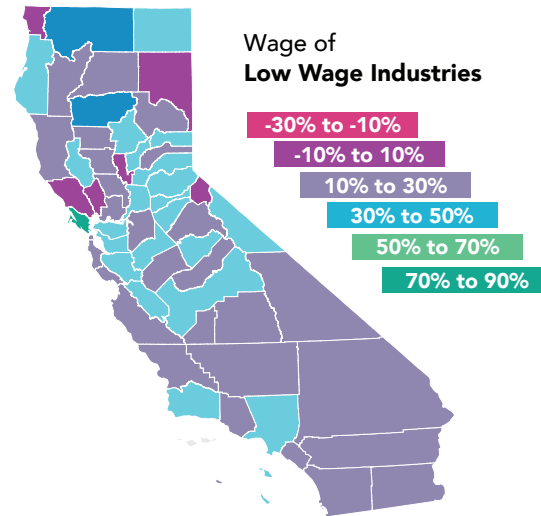 Wage of
Low Wage Industries
-30% to -10%
-10% to 10%
10% to 30%
30% to 50%
50% to 70%
70% to 90%